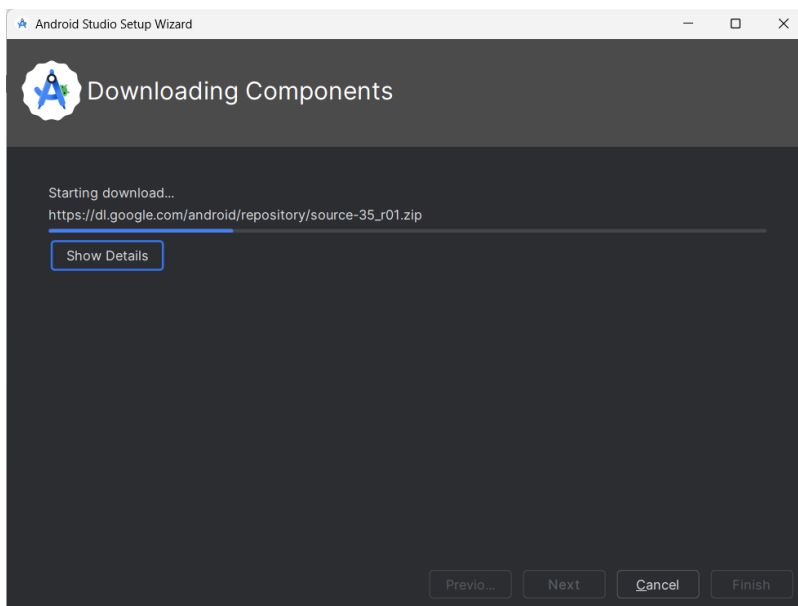 Android Studio Setup Wizard
Downloading Components
Starting download...
https://dl.google.com/android/repository/source-35_r01.zip
Show Details
Previo...
Next
Cancel
Finish